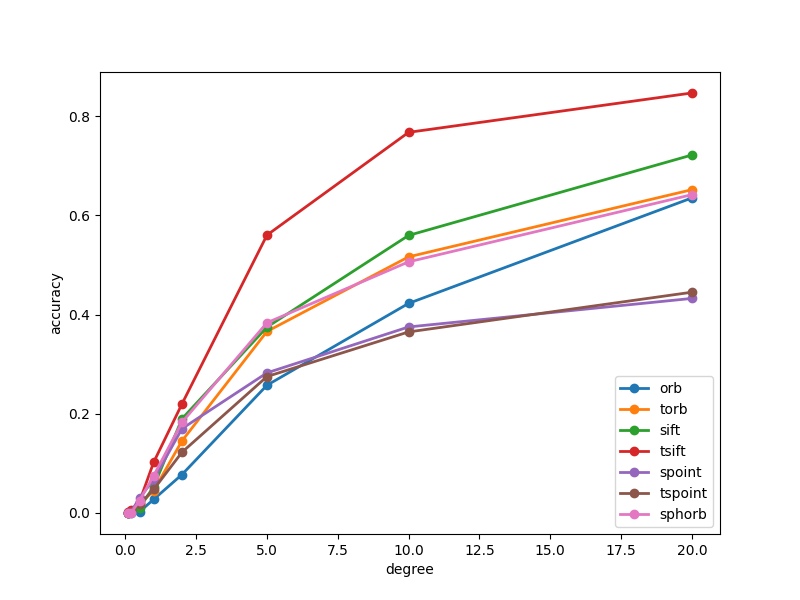 0.8
0.6
0.4
0.2
0.0
accuracy
0.0 2.5 5.0 7.5 10.0 12.5 15.0 17.5 20.0
degree
orb
torb
sift
tsift
spoint
tspoint
sphorb